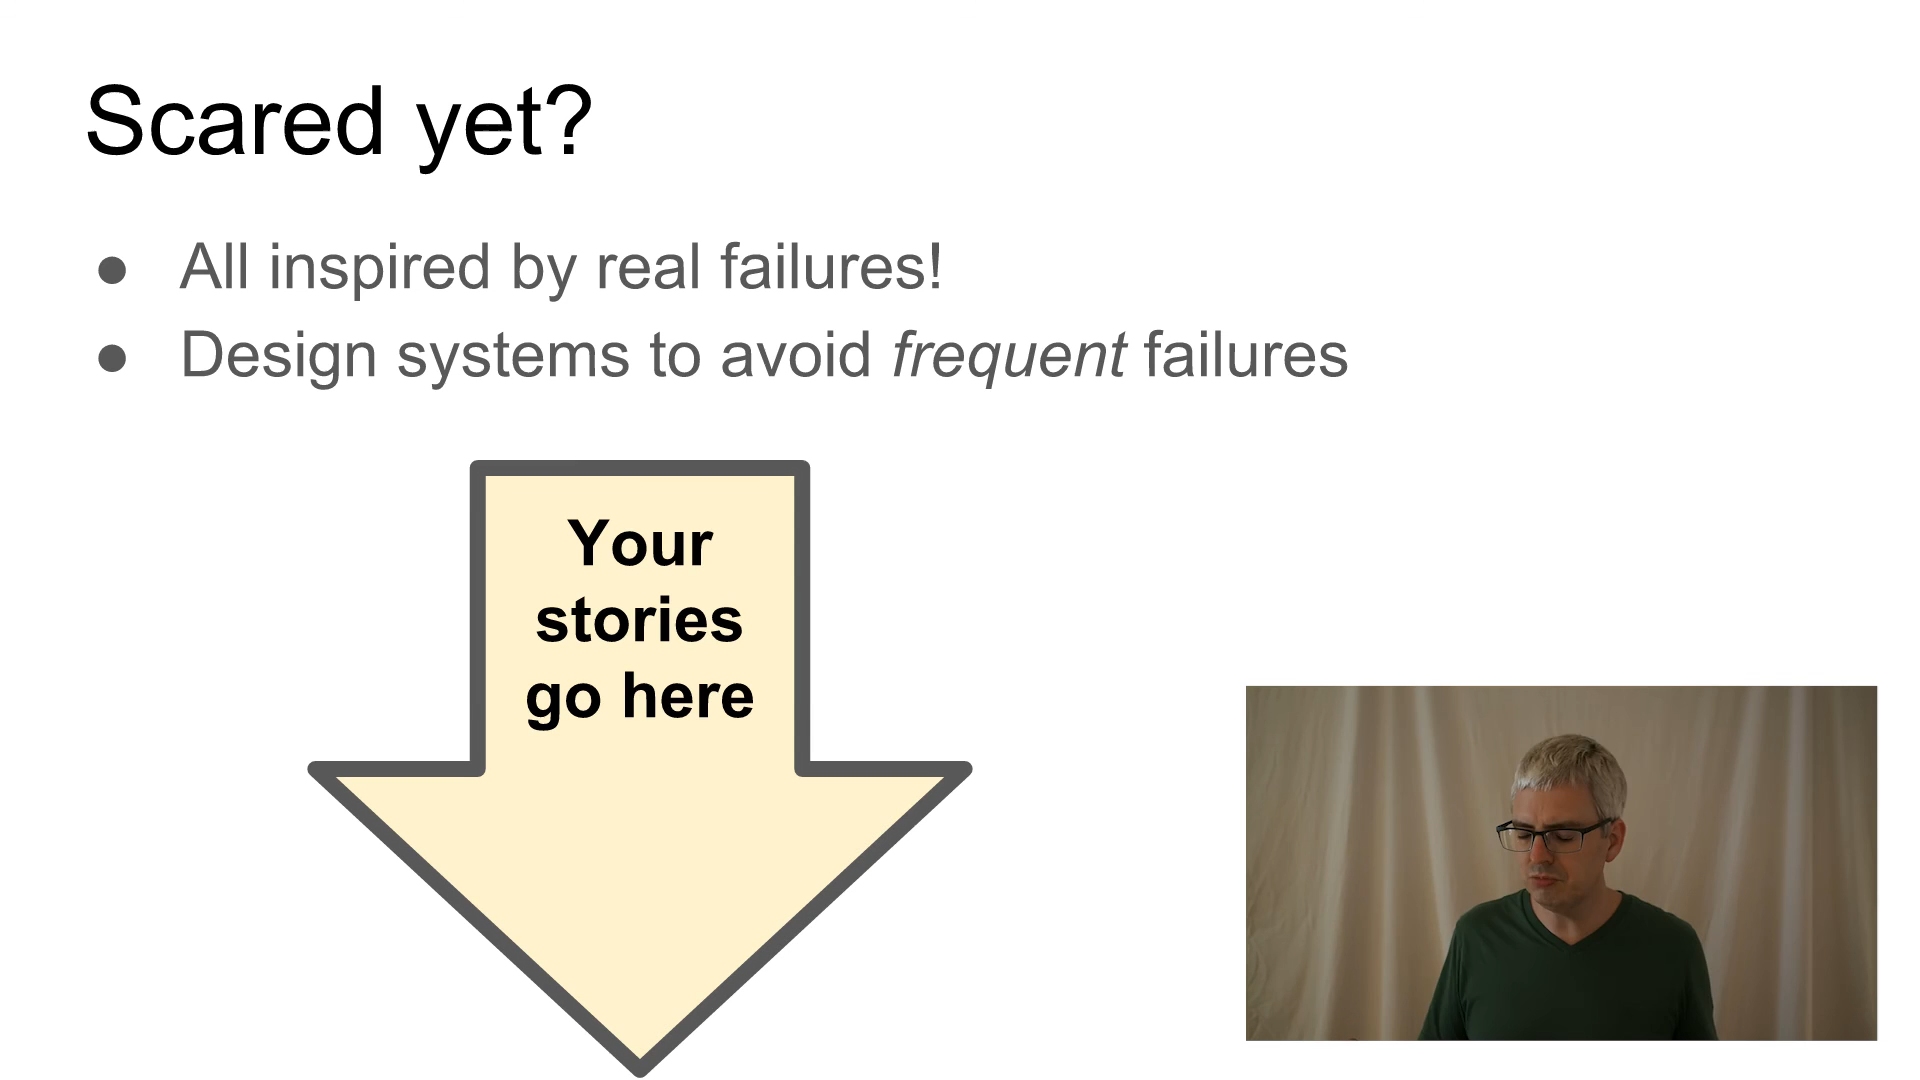 Scared yet?
● All inspired by real failures!
● Design systems to avoid frequent failures
Your
stories
go here